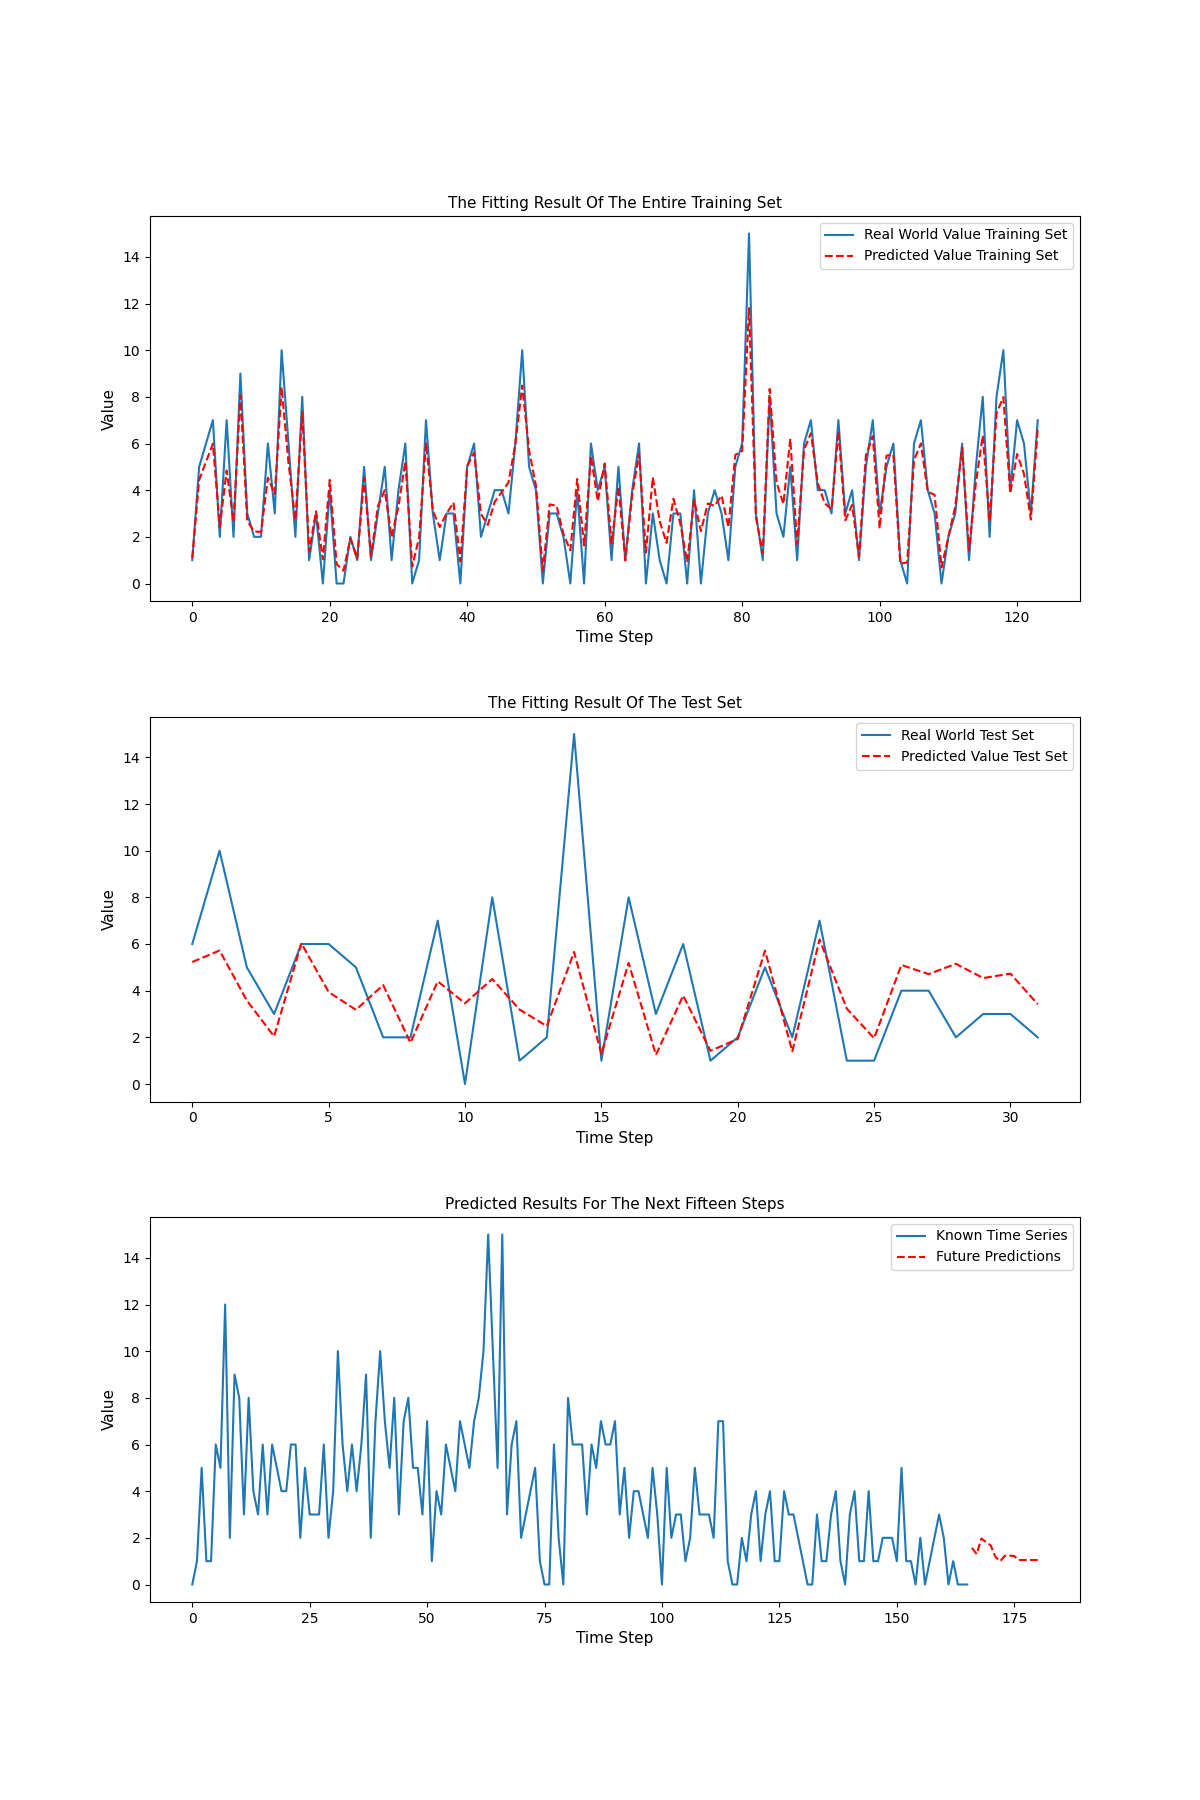 The Fitting Result Of The Entire Training Set
Real World Value Training Set
Predicted Value Training Set
Value
14
12
10
8
6
4
2
0
0 20 40 60 80 100 120
Time Step
The Fitting Result Of The Test Set
Real World Test Set
Predicted Value Test Set
Value
14
12
10
8
6
4
2
0
0 5 10 15 20 25 30
Time Step
Predicted Results For The Next Fifteen Steps
Known Time Series
Future Predictions
Value
14
12
10
8
6
4
2
0
0 25 50 75 100 125 150 175
Time Step